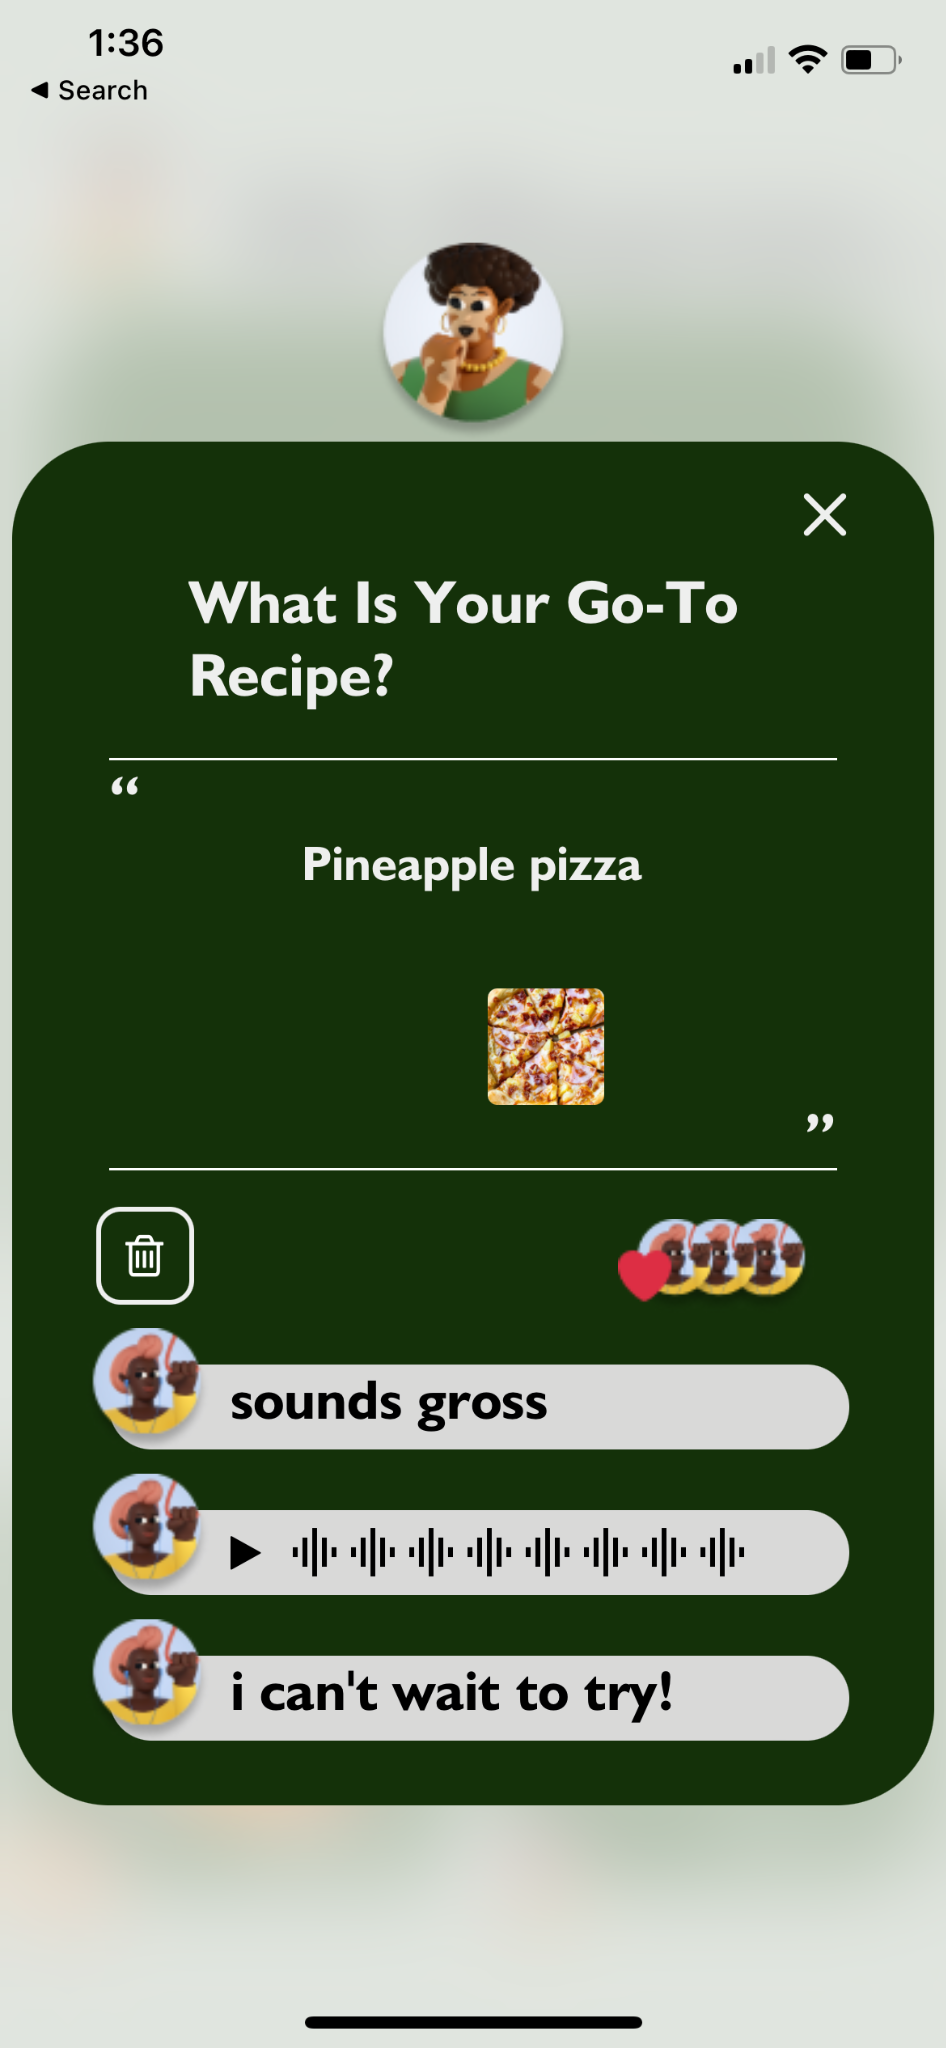 1:36
◀ Search
What Is Your Go-To
Recipe?
“
Pineapple pizza
”
sounds gross
i can't wait to try!